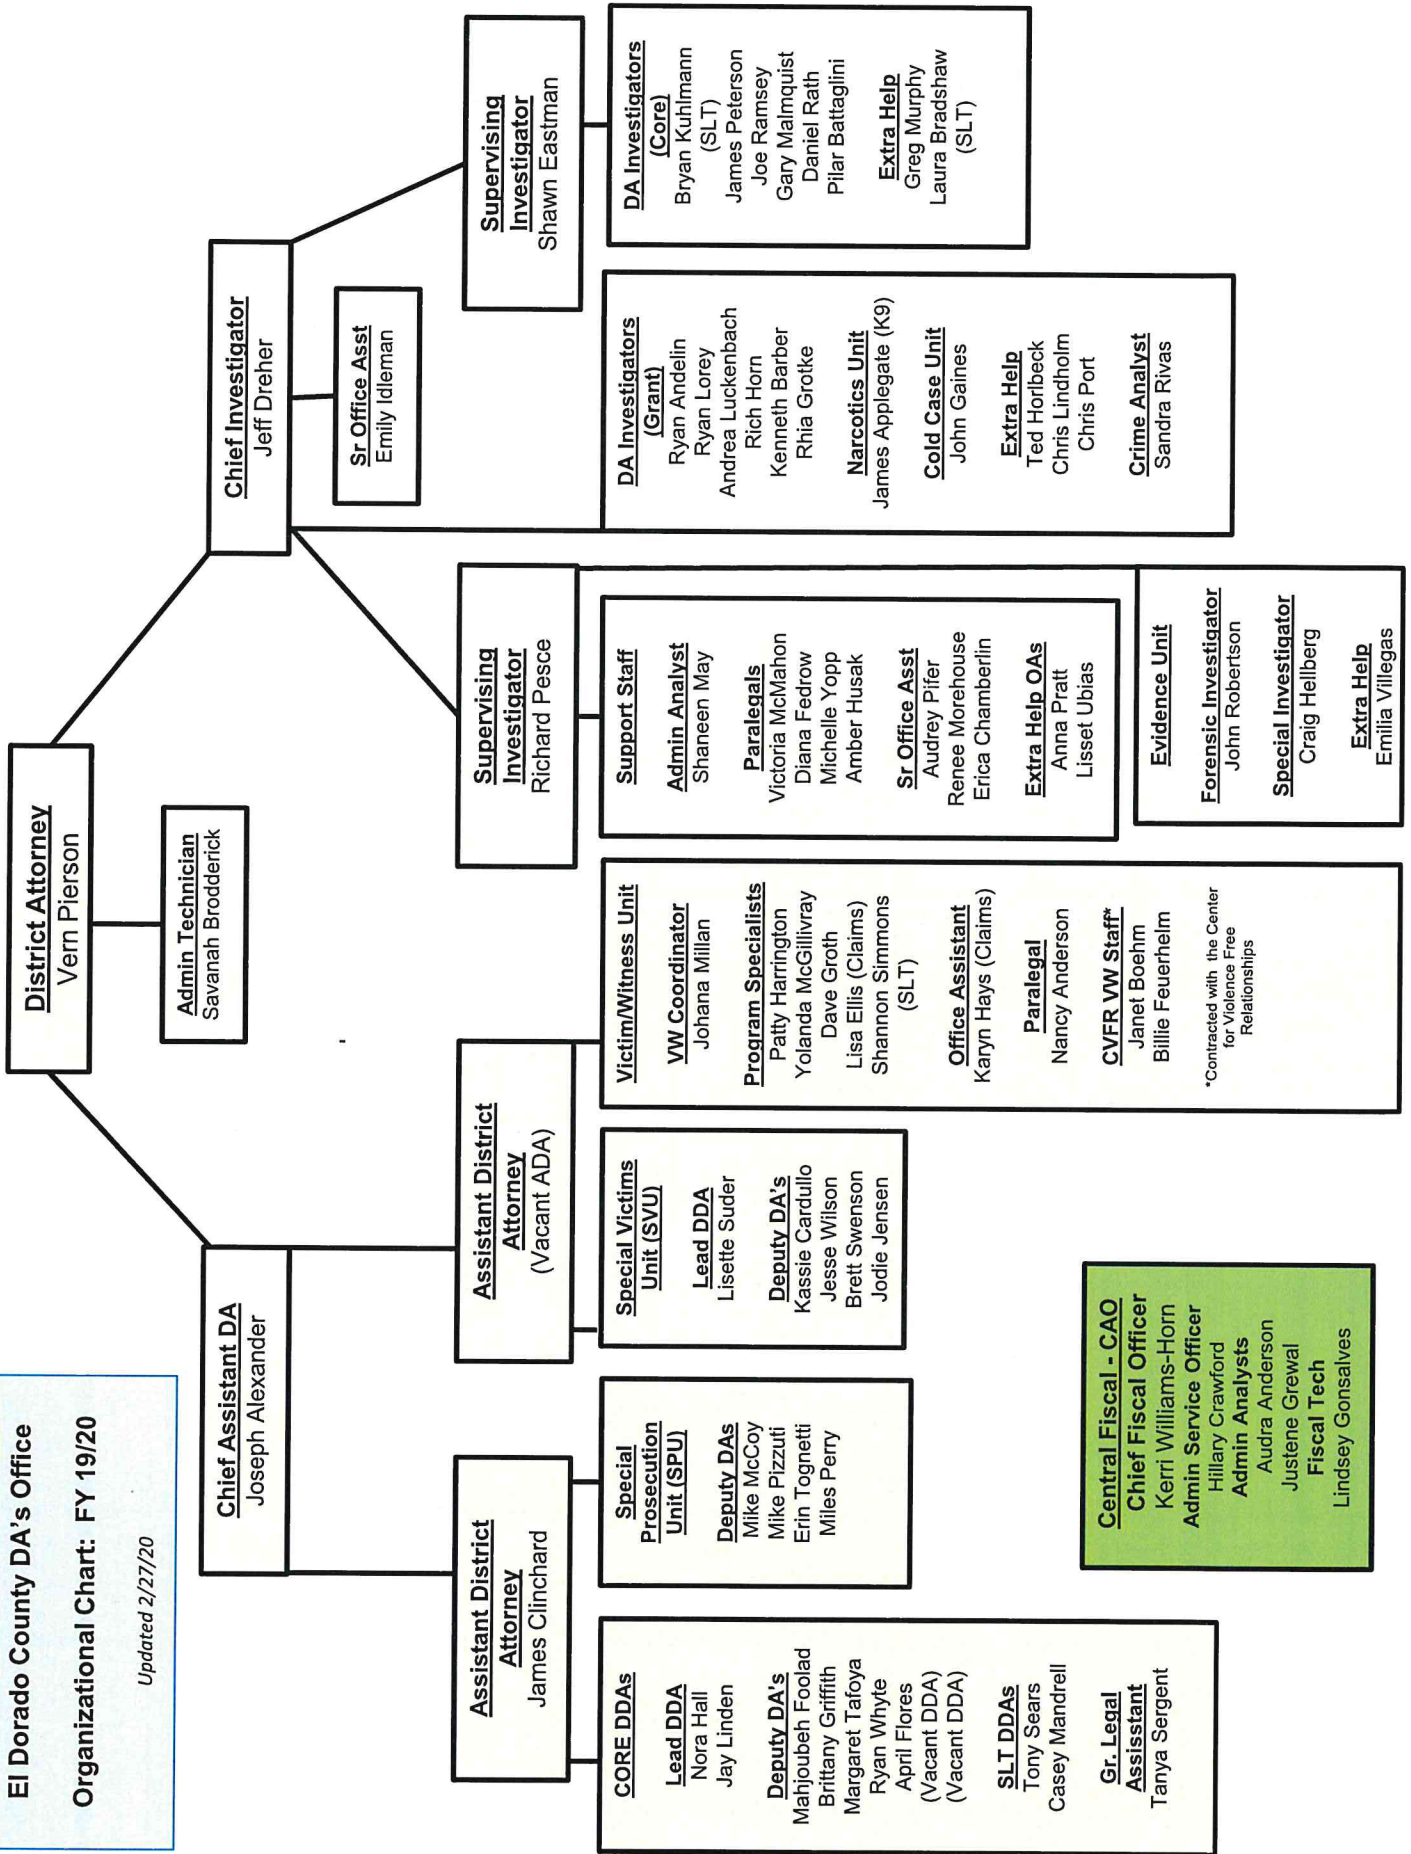 El Dorado County DA's Office
Organizational Chart: FY 19/20
Updated 2/27/20
District Attorney
Vern Pierson
Admin Technician
Savanah Brodderick
Chief Assistant DA
Joseph Alexander
Chief Investigator
Jeff Dreher
Sr Office Asst
Emily Idleman
Assistant District
Attorney
James Clinchard
Assistant District
Attorney
(Vacant ADA)
Supervising
Investigator
Richard Pesce
Supervising
Investigator
Shawn Eastman
CORE DDAs
Lead DDA
Nora Hall
Jay Linden
Deputy DA's
Mahjoubeh Foolad
Brittany Griffith
Margaret Tafoya
Ryan Whyte
April Flores
(Vacant DDA)
(Vacant DDA)
SLT DDAs
Tony Sears
Casey Mandrell
Gr. Legal
Assistant
Tanya Sergent
Special
Prosecution
Unit (SPU)
Deputy DAs
Mike McCoy
Mike Pizzuti
Erin Tognetti
Miles Perry
Special Victims
Unit (SVU)
Lead DDA
Lisette Suder
Deputy DA's
Kassie Cardullo
Jesse Wilson
Brett Swenson
Jodie Jensen
Victim/Witness Unit
VW Coordinator
Johana Millan
Program Specialists
Patty Harrington
Yolanda McGillivray
Dave Groth
Lisa Ellis (Claims)
Shannon Simmons
(SLT)
Office Assistant
Karyn Hays (Claims)
Paralegal
Nancy Anderson
CVFR VW Staff*
Janet Boehm
Billie Feuerhelm
*Contracted with the Center
for Violence Free
Relationships
Support Staff
Admin Analyst
Shaneen May
Paralegals
Victoria McMahon
Diana Fedrow
Michelle Yopp
Amber Husak
Sr Office Asst
Audrey Pifer
Renee Morehouse
Erica Chamberlin
Extra Help OAs
Anna Pratt
Lisset Ubias
Evidence Unit
Forensic Investigator
John Robertson
Special Investigator
Craig Hellberg
Extra Help
Emilia Villegas
DA Investigators
(Grant)
Ryan Andelin
Ryan Lorey
Andrea Luckenbach
Rich Horn
Kenneth Barber
Rhia Grotke
Narcotics Unit
James Applegate (K9)
Cold Case Unit
John Gaines
Extra Help
Ted Horlbeck
Chris Lindholm
Chris Port
Crime Analyst
Sandra Rivas
DA Investigators
(Core)
Bryan Kuhlmann
(SLT)
James Peterson
Joe Ramsey
Gary Malmquist
Daniel Rath
Pilar Battaglini
Extra Help
Greg Murphy
Laura Bradshaw
(SLT)
Central Fiscal - CAO
Chief Fiscal Officer
Kerri Williams-Horn
Admin Service Officer
Hillary Crawford
Admin Analysts
Audra Anderson
Justene Grewal
Fiscal Tech
Lindsey Gonsalves